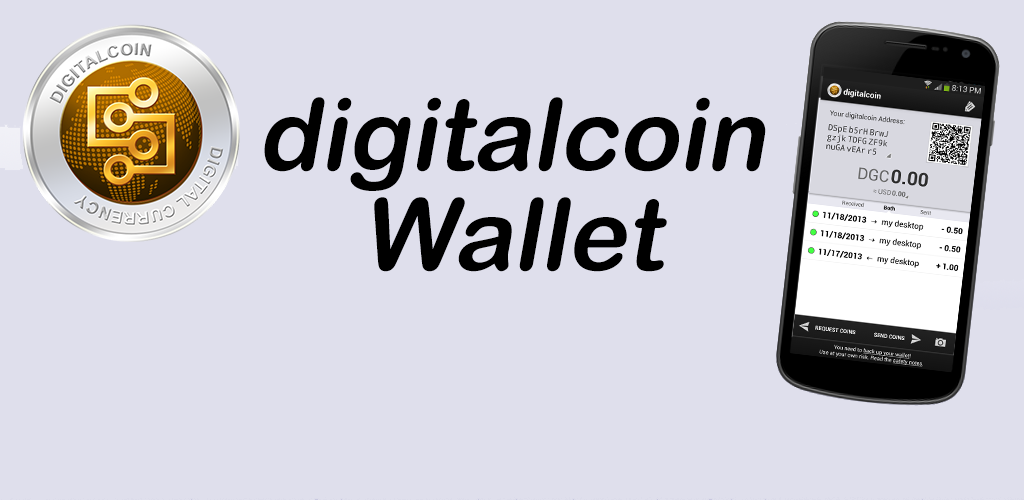 DIGITALCOIN
DIGITAL CURRENCY
digitalcoin
Wallet
8:13 PM
digitalcoin
Your digitalcoin Address:
DSpE b5rH BrwJ
gzjk TDFG ZF9k
nuGA vEAr r5
DGC 0.00
≈ USD 0.00
Received Both Sent
11/18/2013 → my desktop - 0.50
11/18/2013 → my desktop - 0.50
11/17/2013 ← my desktop + 1.00
REQUEST COINS SEND COINS
You need to back up your wallet!
Use at your own risk. Read the safety notes.